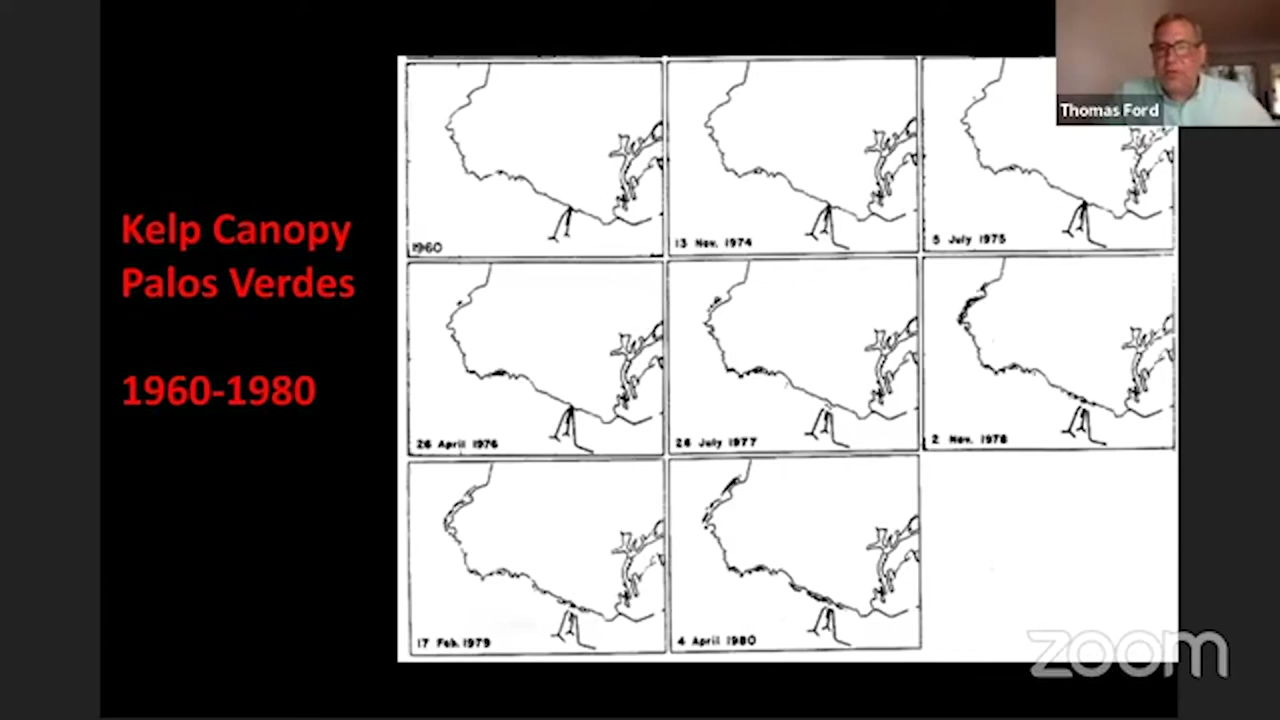 Thomas Ford
Kelp Canopy
Palos Verdes
1960-1980
1960
13 Nov. 1974
5 July 1975
26 April 1976
26 July 1977
2 Nov. 1978
17 Feb. 1979
4 April 1980
zoom